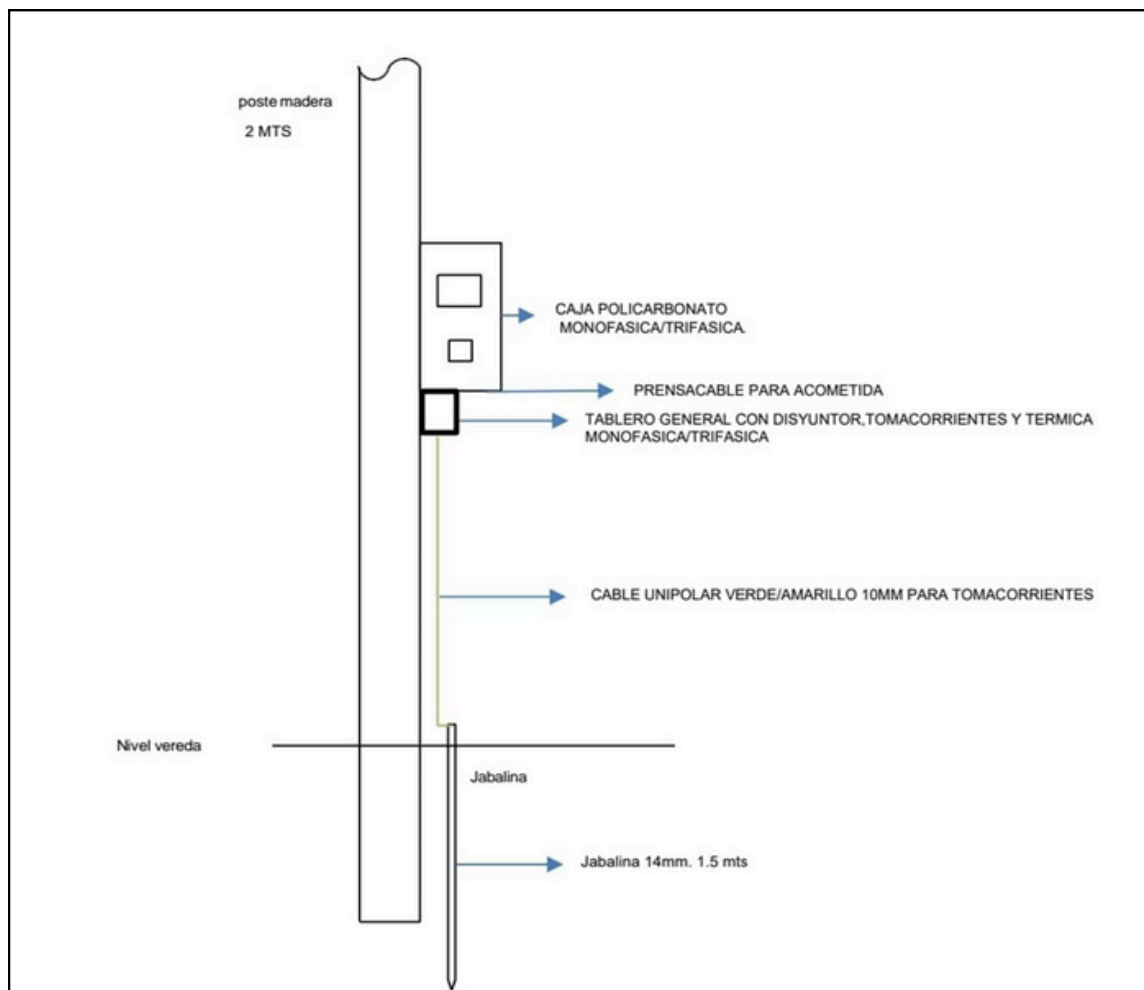 poste madera
2 MTS
CAJA POLICARBONATO
MONOFASICA/TRIFASICA.
PRENSACABLE PARA ACOMETIDA
TABLERO GENERAL CON DISYUNTOR,TOMACORRIENTES Y TERMICA
MONOFASICA/TRIFASICA
CABLE UNIPOLAR VERDE/AMARILLO 10MM PARA TOMACORRIENTES
Nivel vereda
Jabalina
Jabalina 14mm. 1.5 mts